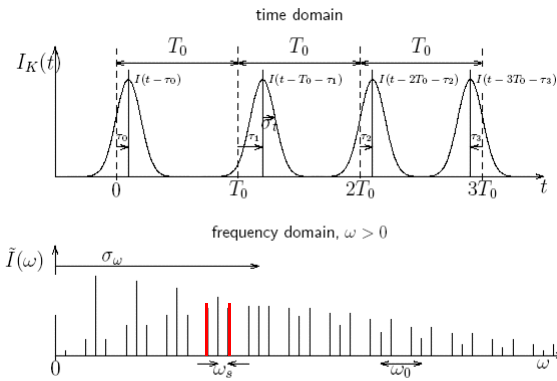 time domain
T₀ T₀ T₀
I_K(t) I(t−τ₀) I(t−T₀−τ₁) I(t−2T₀−τ₂) I(t−3T₀−τ₃)
τ₀ τ₁ σ_t τ₂ τ₃
0 T₀ 2T₀ 3T₀ t
frequency domain, ω > 0
Ĩ(ω) σ_ω
0 ω_s ω₀ ω